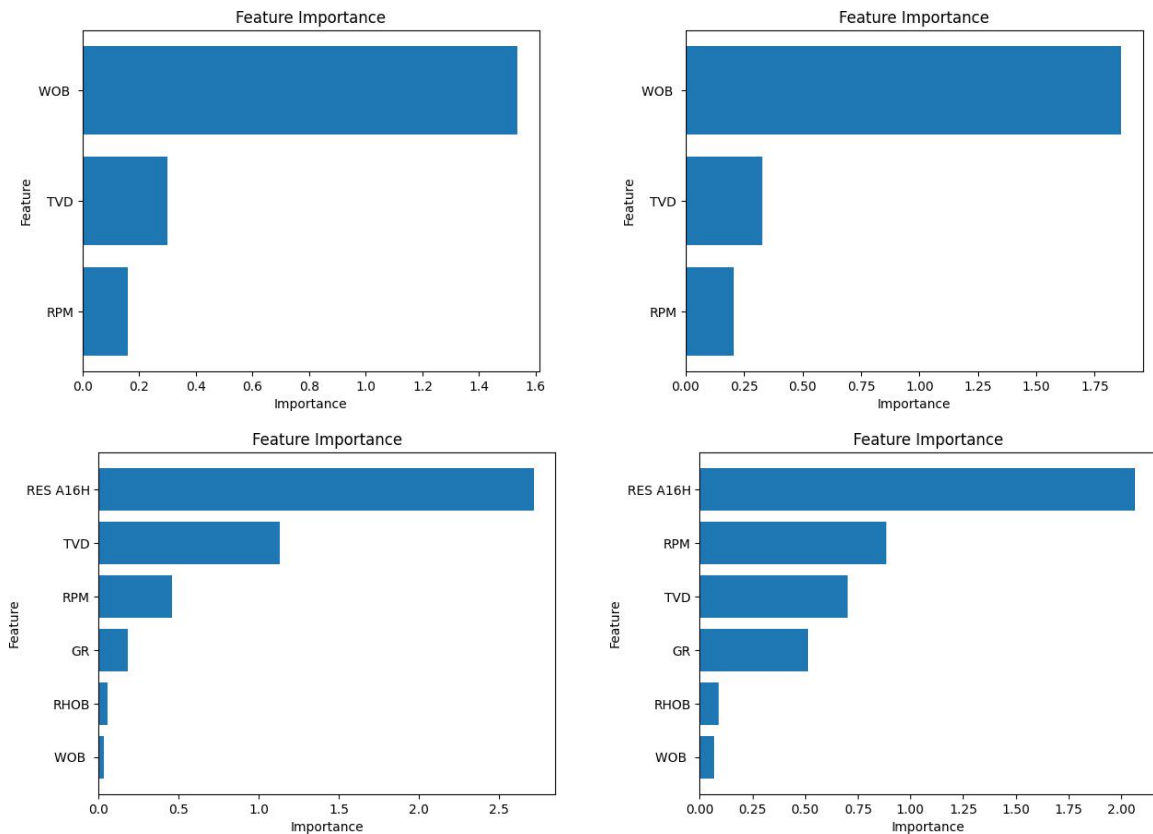 Feature Importance
WOB
TVD
RPM
Feature
0.0 0.2 0.4 0.6 0.8 1.0 1.2 1.4 1.6
Importance
Feature Importance
WOB
TVD
RPM
Feature
0.00 0.25 0.50 0.75 1.00 1.25 1.50 1.75
Importance
Feature Importance
RES A16H
TVD
RPM
GR
RHOB
WOB
Feature
0.0 0.5 1.0 1.5 2.0 2.5
Importance
Feature Importance
RES A16H
RPM
TVD
GR
RHOB
WOB
Feature
0.00 0.25 0.50 0.75 1.00 1.25 1.50 1.75 2.00
Importance